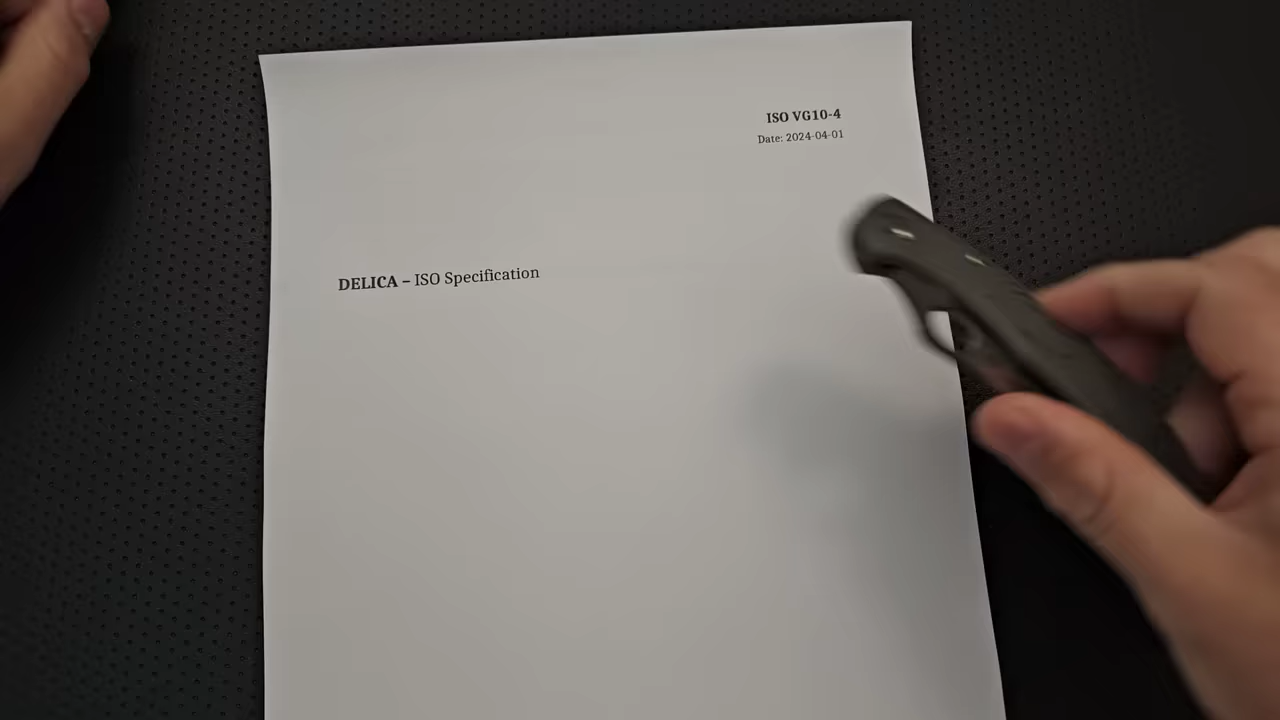 ISO VG10-4
Date: 2024-04-01
DELICA – ISO Specification